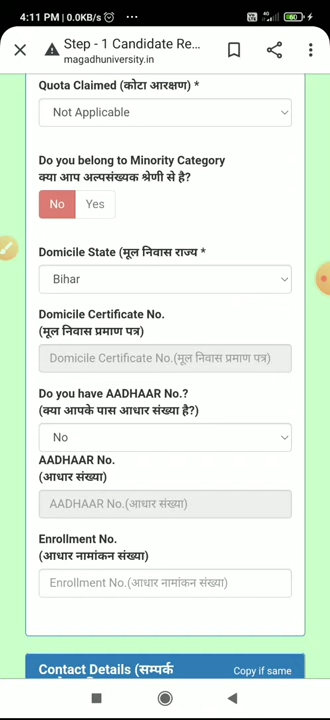 4:11 PM | 0.0KB/s
60
Step - 1 Candidate Re...
magadhuniversity.in
Quota Claimed (कोटा आरक्षण) *
Not Applicable
Do you belong to Minority Category
क्या आप अल्पसंख्यक श्रेणी से है?
No
Yes
Domicile State (मूल निवास राज्य *
Bihar
Domicile Certificate No.
(मूल निवास प्रमाण पत्र)
Domicile Certificate No.(मूल निवास प्रमाण पत्र)
Do you have AADHAAR No.?
(क्या आपके पास आधार संख्या है?)
No
AADHAAR No.
(आधार संख्या)
AADHAAR No.(आधार संख्या)
Enrollment No.
(आधार नामांकन संख्या)
Enrollment No.(आधार नामांकन संख्या)
Contact Details (सम्पर्क
Copy if same